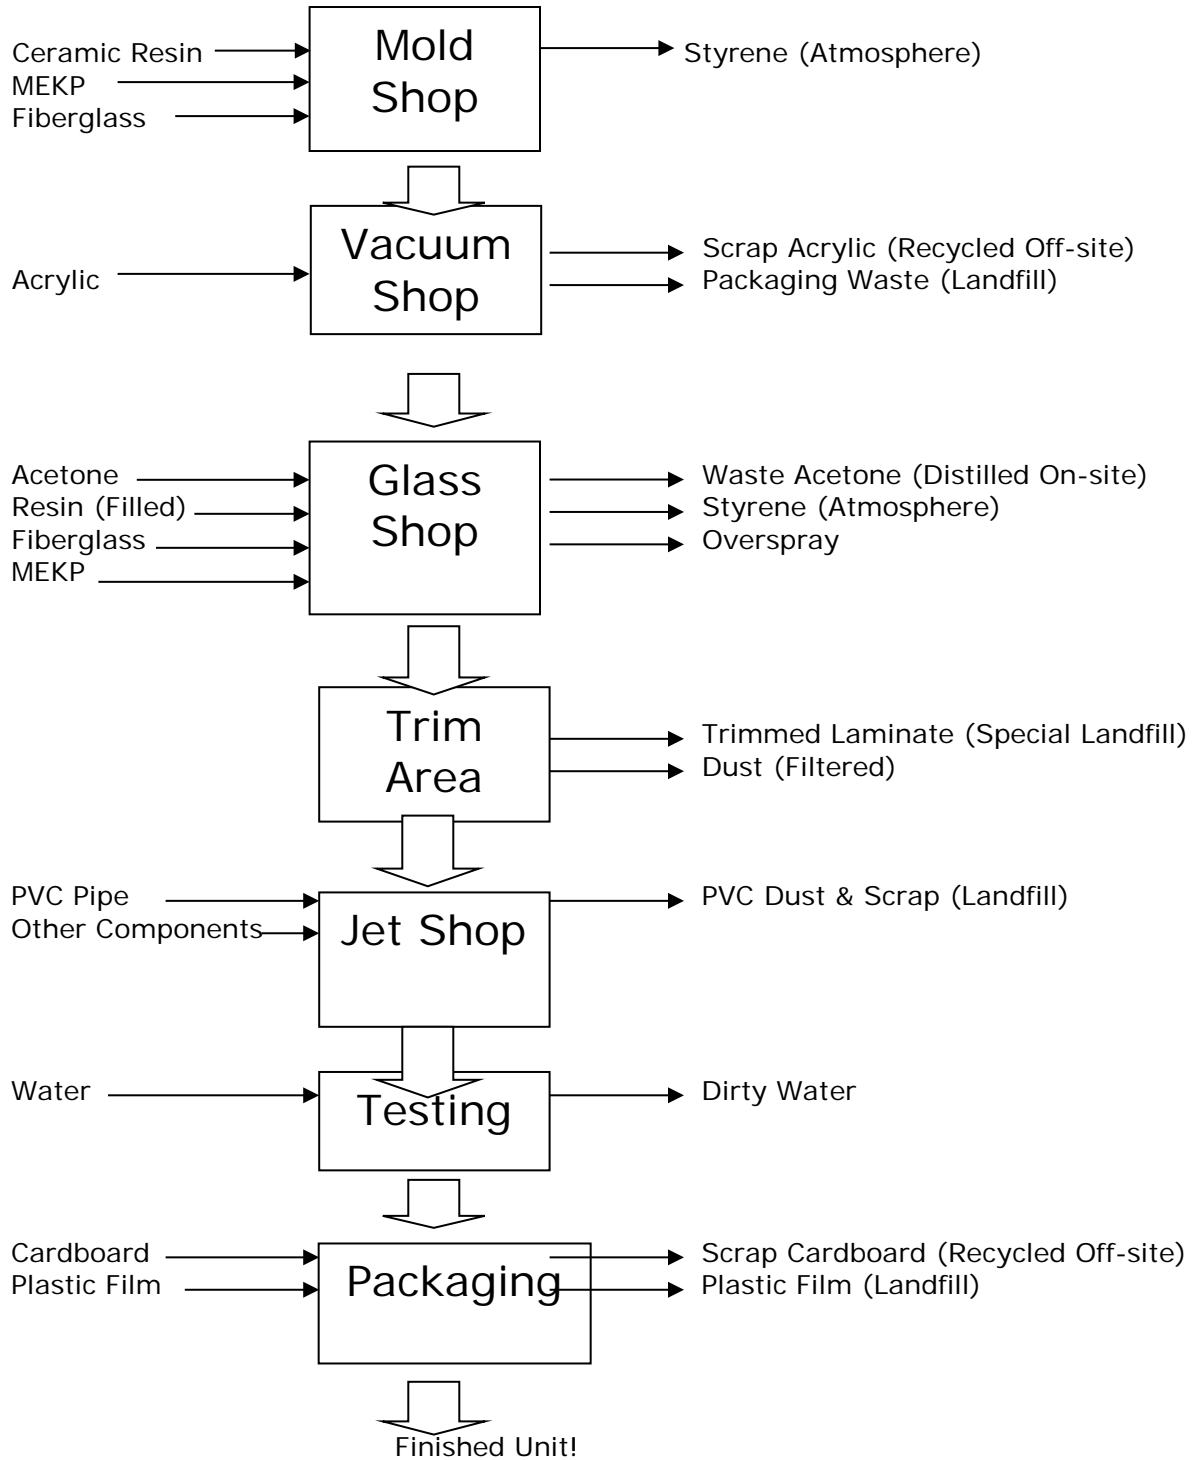 Mold
Shop
Ceramic Resin
MEKP
Fiberglass
Styrene (Atmosphere)
Vacuum
Shop
Acrylic
Scrap Acrylic (Recycled Off-site)
Packaging Waste (Landfill)
Glass
Shop
Acetone
Resin (Filled)
Fiberglass
MEKP
Waste Acetone (Distilled On-site)
Styrene (Atmosphere)
Overspray
Trim
Area
Trimmed Laminate (Special Landfill)
Dust (Filtered)
PVC Pipe
Other Components
Jet Shop
PVC Dust & Scrap (Landfill)
Water
Testing
Dirty Water
Cardboard
Plastic Film
Packaging
Scrap Cardboard (Recycled Off-site)
Plastic Film (Landfill)
Finished Unit!